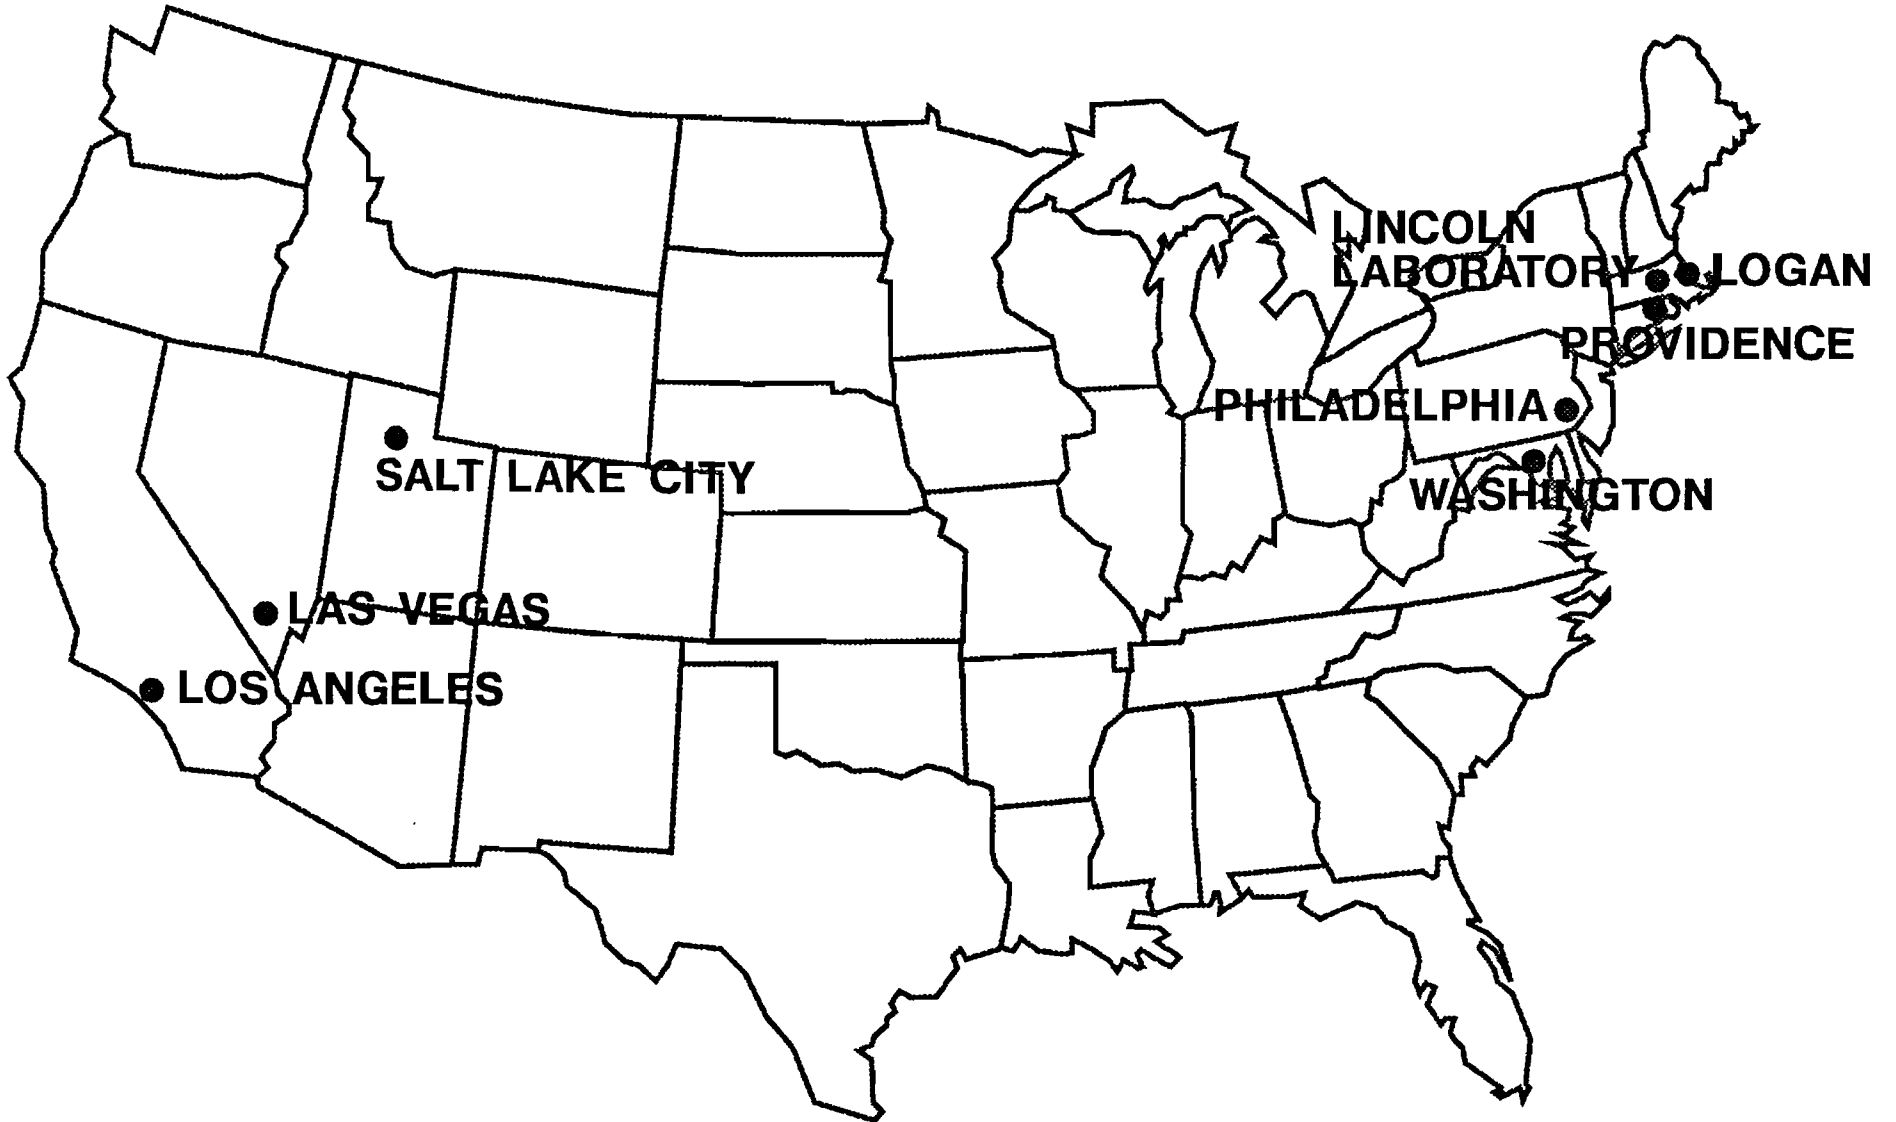 LINCOLN
LABORATORY
LOGAN
PROVIDENCE
PHILADELPHIA
SALT LAKE CITY
WASHINGTON
LAS VEGAS
LOS ANGELES